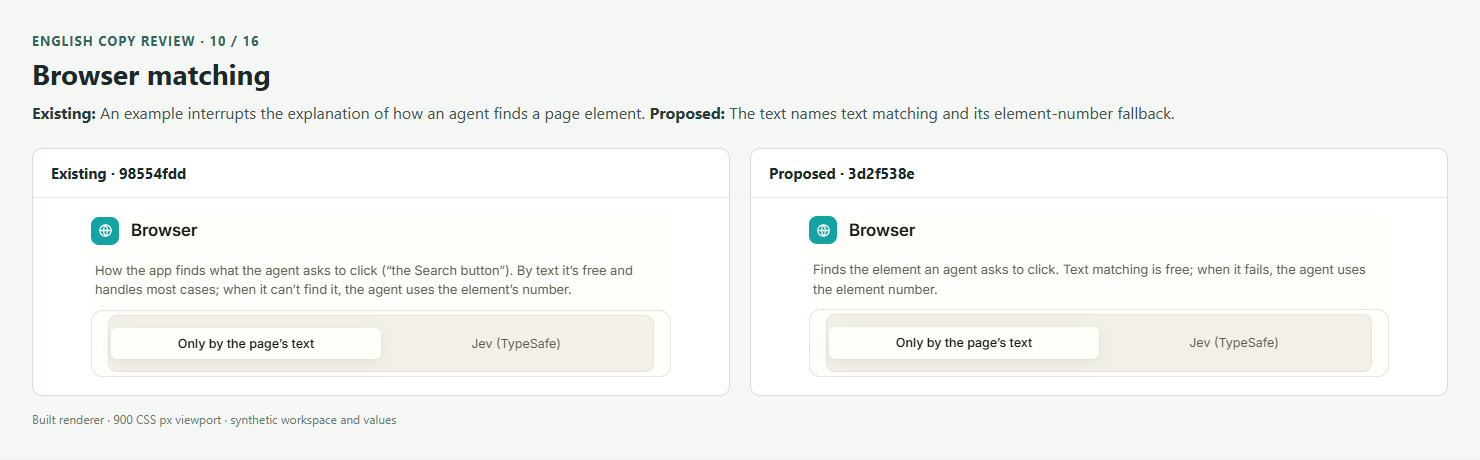 ENGLISH COPY REVIEW · 10 / 16
Browser matching
Existing: An example interrupts the explanation of how an agent finds a page element. Proposed: The text names text matching and its element-number fallback.
Existing · 98554fdd
Browser
How the app finds what the agent asks to click (“the Search button”). By text it’s free and
handles most cases; when it can’t find it, the agent uses the element’s number.
Only by the page’s text
Jev (TypeSafe)
Proposed · 3d2f538e
Browser
Finds the element an agent asks to click. Text matching is free; when it fails, the agent uses
the element number.
Only by the page’s text
Jev (TypeSafe)
Built renderer · 900 CSS px viewport · synthetic workspace and values